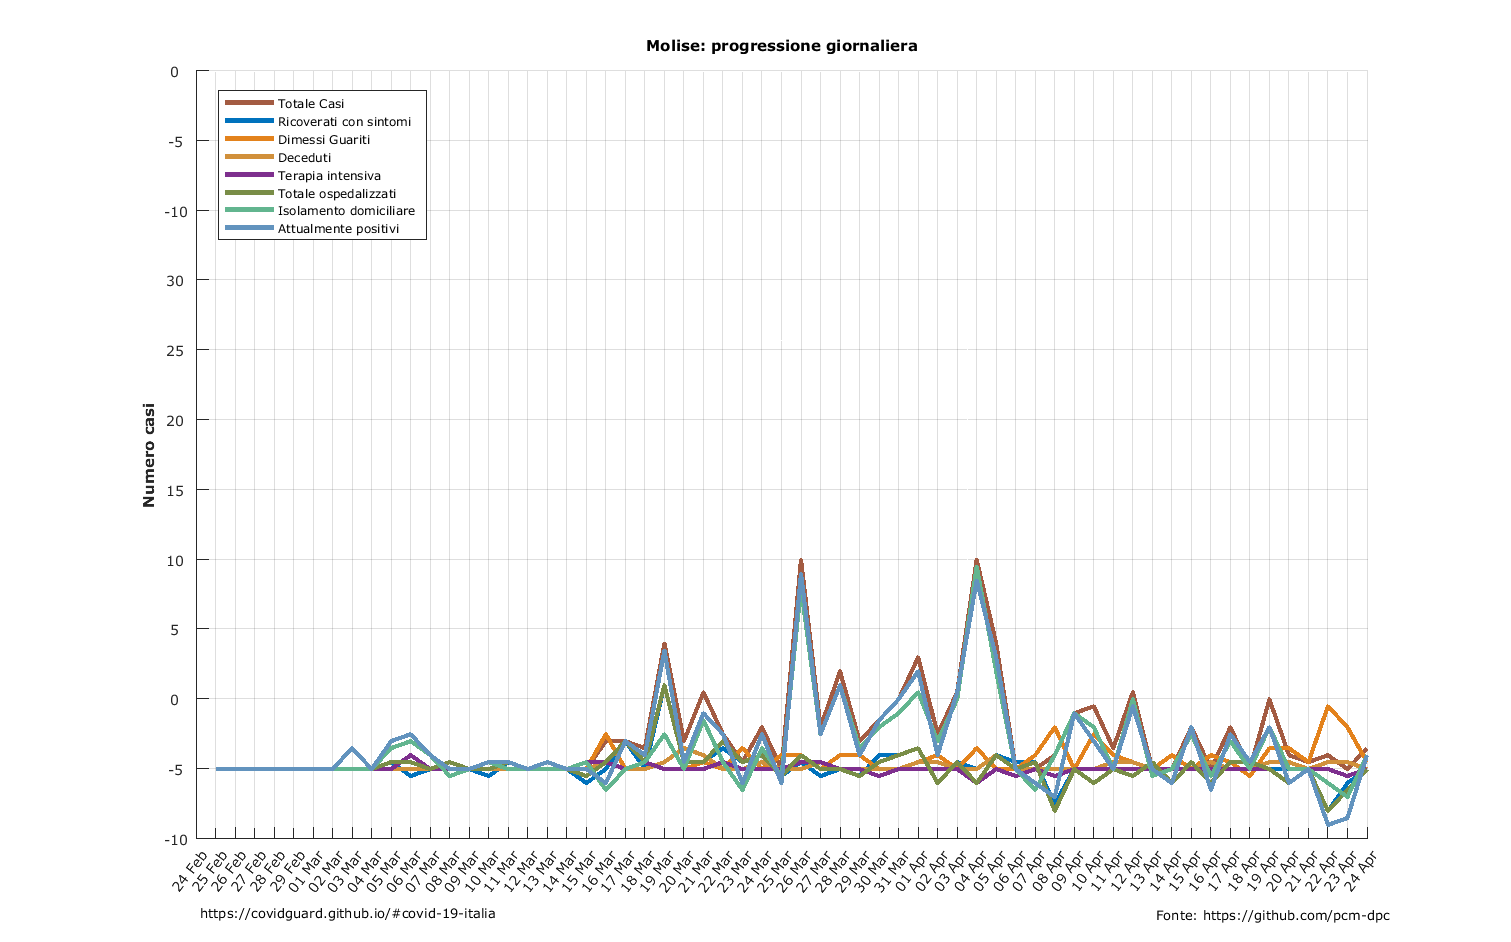 Molise: progressione giornaliera
0
-5
-10
30
25
20
15
10
5
0
-5
-10
Numero casi
Totale Casi
Ricoverati con sintomi
Dimessi Guariti
Deceduti
Terapia intensiva
Totale ospedalizzati
Isolamento domiciliare
Attualmente positivi
24 Feb
25 Feb
26 Feb
27 Feb
28 Feb
29 Feb
01 Mar
02 Mar
03 Mar
04 Mar
05 Mar
06 Mar
07 Mar
08 Mar
09 Mar
10 Mar
11 Mar
12 Mar
13 Mar
14 Mar
15 Mar
16 Mar
17 Mar
18 Mar
19 Mar
20 Mar
21 Mar
22 Mar
23 Mar
24 Mar
25 Mar
26 Mar
27 Mar
28 Mar
29 Mar
30 Mar
31 Mar
01 Apr
02 Apr
03 Apr
04 Apr
05 Apr
06 Apr
07 Apr
08 Apr
09 Apr
10 Apr
11 Apr
12 Apr
13 Apr
14 Apr
15 Apr
16 Apr
17 Apr
18 Apr
19 Apr
20 Apr
21 Apr
22 Apr
23 Apr
24 Apr
https://covidguard.github.io/#covid-19-italia
Fonte: https://github.com/pcm-dpc